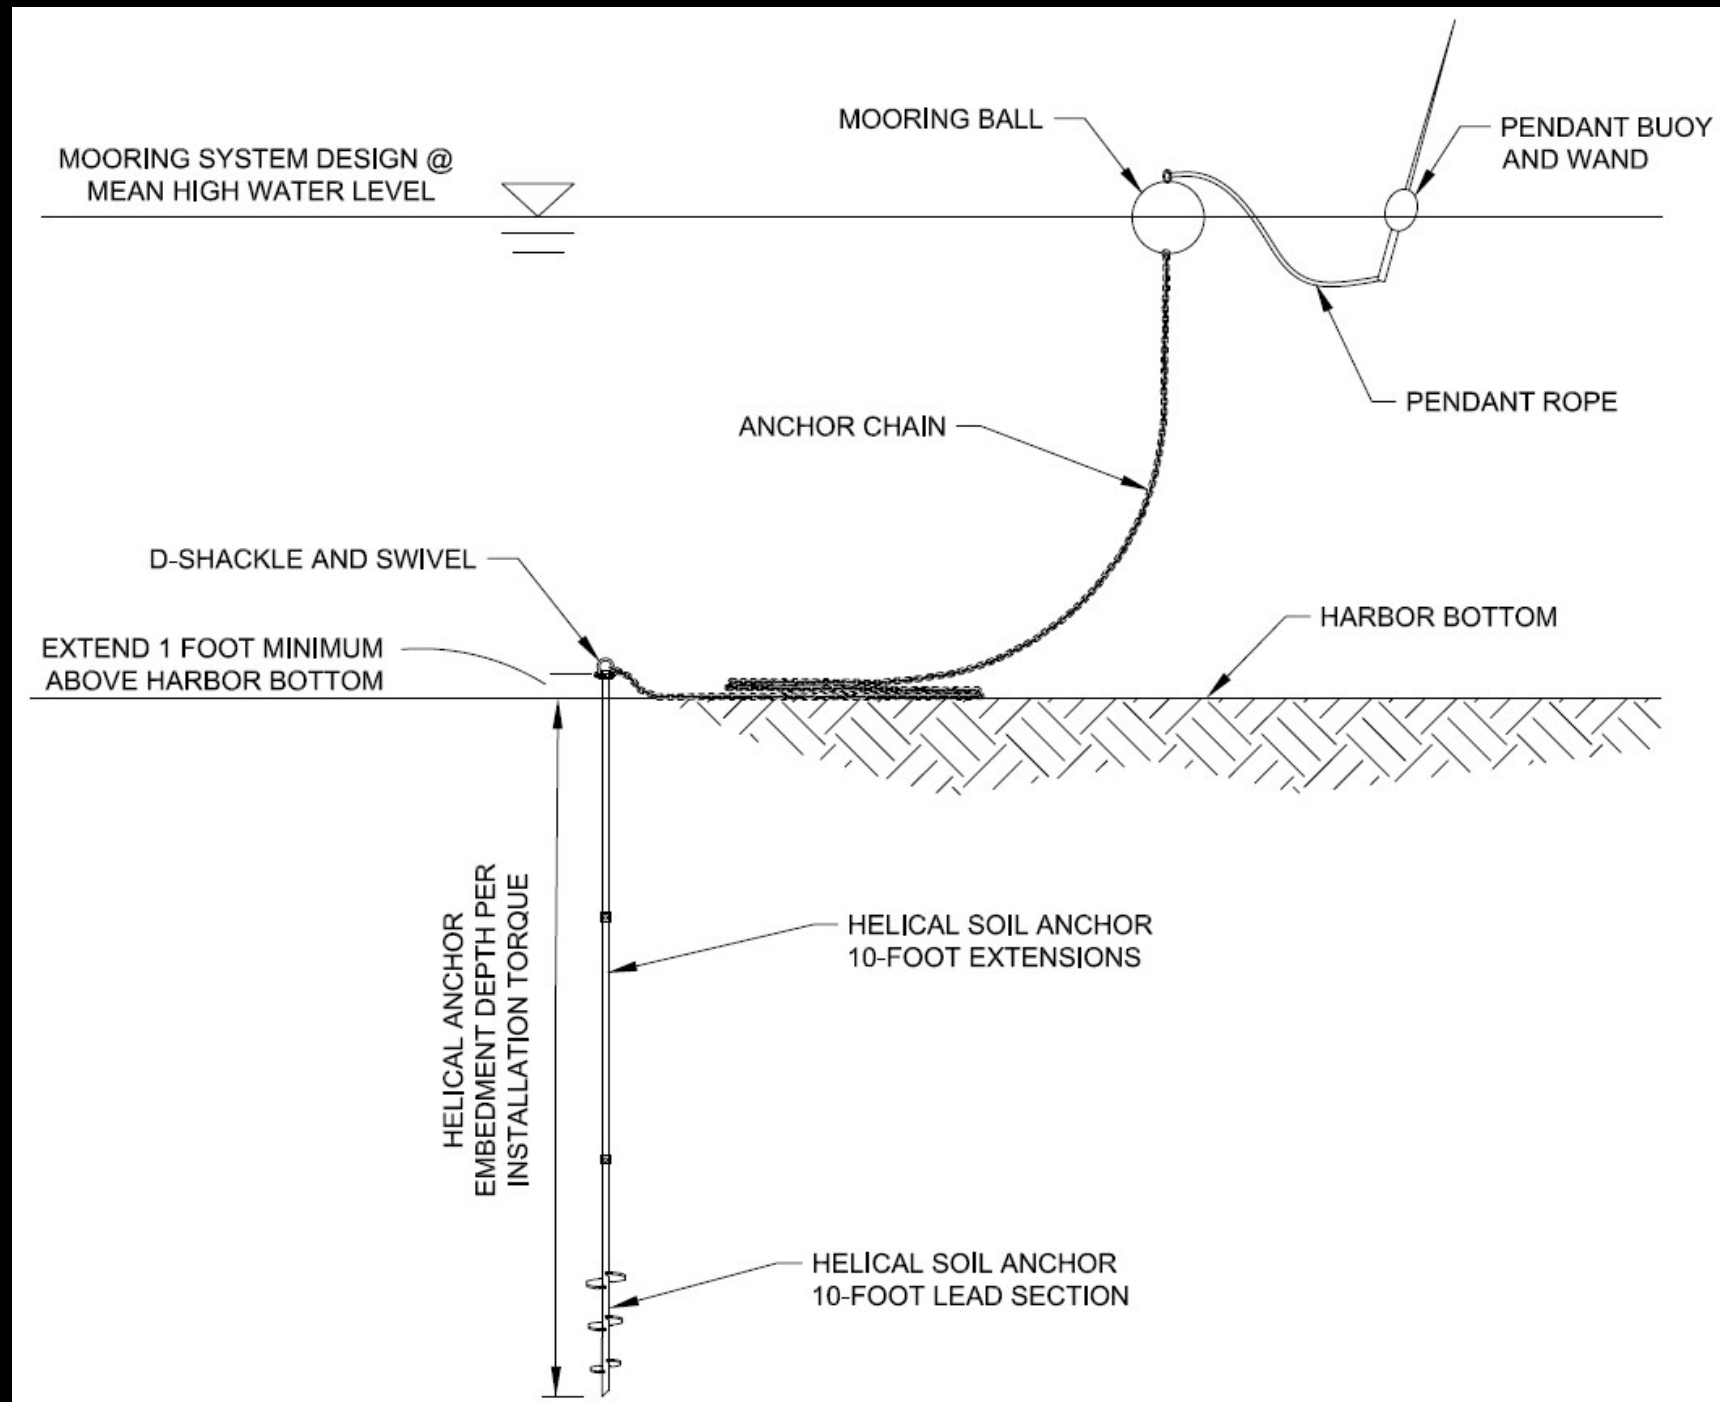 MOORING BALL
PENDANT BUOY
AND WAND
MOORING SYSTEM DESIGN @
MEAN HIGH WATER LEVEL
PENDANT ROPE
ANCHOR CHAIN
D-SHACKLE AND SWIVEL
HARBOR BOTTOM
EXTEND 1 FOOT MINIMUM
ABOVE HARBOR BOTTOM
HELICAL ANCHOR
EMBEDMENT DEPTH PER
INSTALLATION TORQUE
HELICAL SOIL ANCHOR
10-FOOT EXTENSIONS
HELICAL SOIL ANCHOR
10-FOOT LEAD SECTION